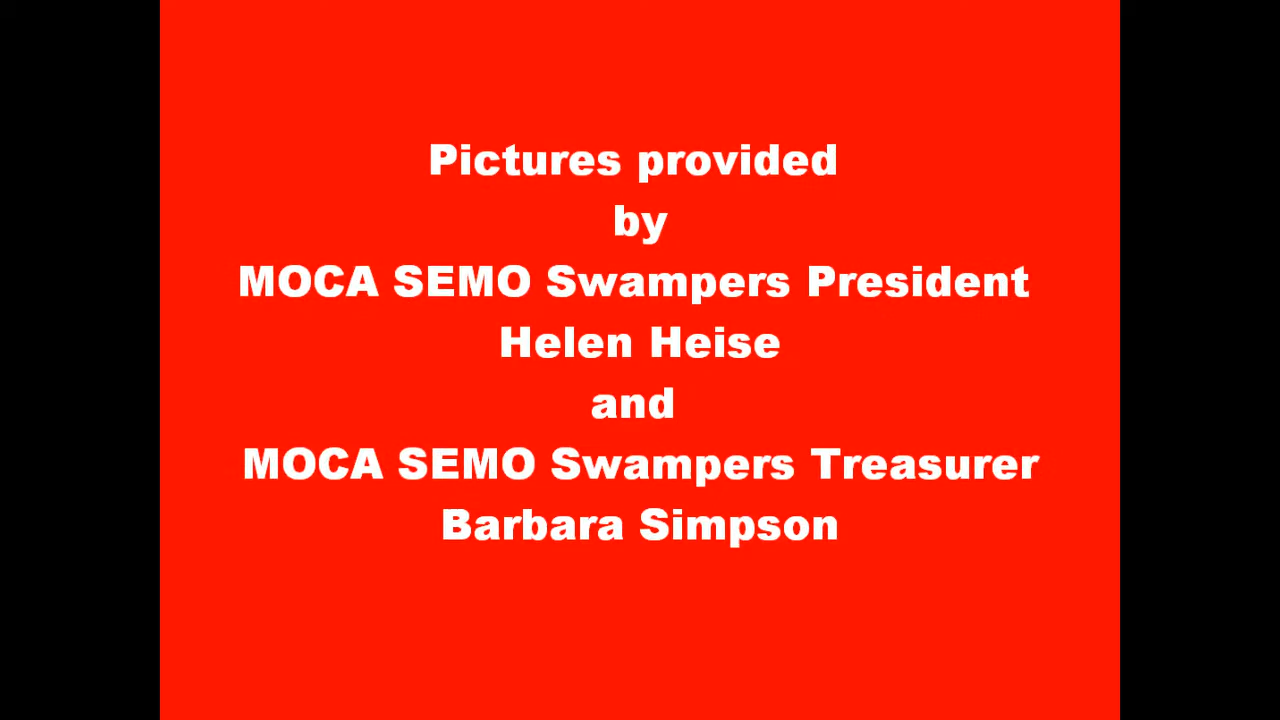 Pictures provided
by
MOCA SEMO Swampers President
Helen Heise
and
MOCA SEMO Swampers Treasurer
Barbara Simpson